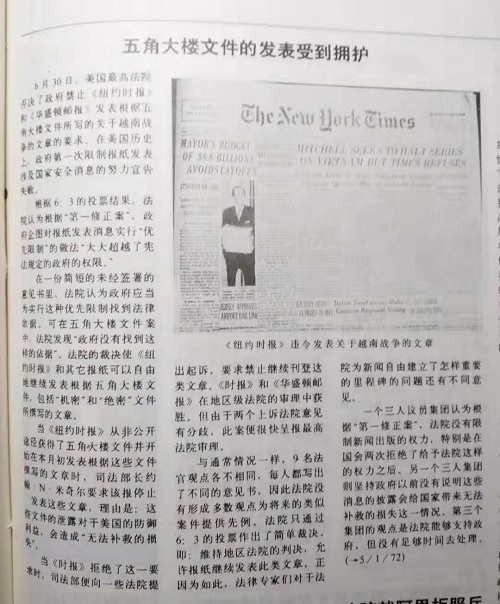 五角大楼文件的发表受到拥护
6月30日，美国最高法院
否决了政府禁止《纽约时报》
和《华盛顿邮报》发表根据五
角大楼文件所写的关于越南战
争的文章的要求，在美国历史
上，政府第一次限制报纸发表
涉及国家安全消息的努力宣告
失败。
根据6：3的投票结果，法
院认为根据“第一修正案”，政
府企图对报纸发表消息实行“优
先限制”的做法“大大超越了宪
法规定的政府的权限。”
在一份简短的未经签署的
意见书里，法院认为政府应当
为实行这种优先限制找到法律
依据，可在五角大楼文件案
中，法院发现“政府没有找到这
样的依据”。法院的裁决使《纽
约时报》和其它报纸可以自由
地继续发表根据五角大楼文
件，包括“机密”和“绝密”文件
所撰写的文章。
当《纽约时报》从非公开
途径获得了五角大楼文件并开
始在本月初发表根据这些文件
撰写的文章时，司法部长约
翰·N·米奇尔要求该报停止
发表这些文章，理由是：这
些文件的泄露对于美国的防御
利益，会造成“无法补救的损
失”。
当《时报》拒绝了这一要
求时，司法部便向一些法院提
The New York Times
MAYOR'S BUDGET
OF $8.8 BILLIONS
AVOIDS LAYOFFS
MITCHELL SEEKS TO HALT SERIES
ON VIETNAM BUT TIMES REFUSES
《纽约时报》违令发表关于越南战争的文章
出起诉，要求禁止继续刊登这
类文章。《时报》和《华盛顿邮
报》在地区级法院的审理中获
胜。但由于两个上诉法院意见
有分歧，此案便很快呈报最高
法院审理。
与通常情况一样，9名法
官观点各不相同，每人都写出
了不同的意见书，因此法院没
有形成多数观点为将来的类似
案件提供先例。法院只通过
6：3的投票作出了简单裁决，
即：维持地区法院的判决，允
许报纸继续发表此类文章。正
因为如此，法律专家们对于法
院为新闻自由建立了怎样重要
的里程碑的问题还有不同意
见。
一个三人议员集团认为根
据“第一修正案”，法院没有限
制新闻出版的权力，特别是在
国会两次拒绝了给予法院这样
的权力之后。另一个三人集团
则坚持政府以前没有说明这些
消息的披露会给国家带来无法
补救的损失这一情况。第三个
集团的观点是法院能够支持政
府，但没有足够时间去处理。
（→5/1/72）